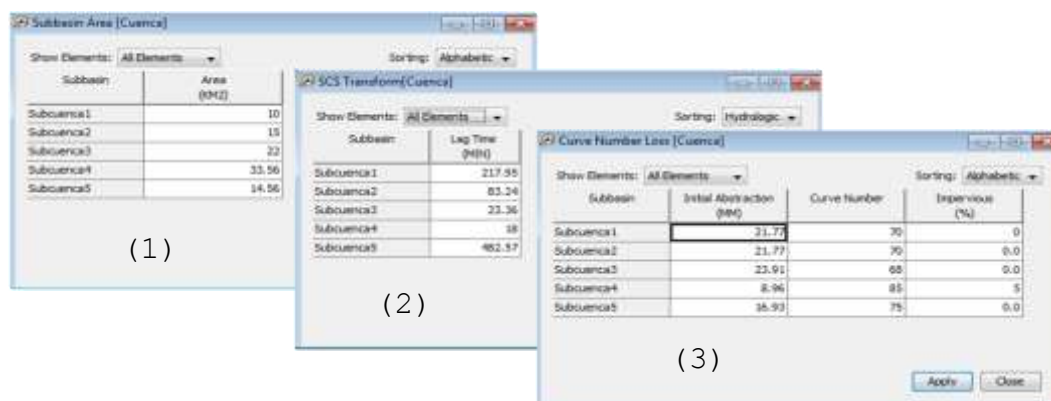 Subbasin Area [Cuenca]
Show Elements: All Elements
Sorting: Alphabetic
Subbasin Area (KM2)
Subcuenca1 10
Subcuenca2 15
Subcuenca3 22
Subcuenca4 33.56
Subcuenca5 14.56
(1)
SCS Transform[Cuenca]
Show Elements: All Elements
Sorting: Hydrologic
Subbasin Lag Time (MIN)
Subcuenca1 217.95
Subcuenca2 83.24
Subcuenca3 23.36
Subcuenca4 18
Subcuenca5 482.57
(2)
Curve Number Loss [Cuenca]
Show Elements: All Elements
Sorting: Alphabetic
Subbasin Initial Abstraction (MM) Curve Number Impervious (%)
Subcuenca1 21.77 70 0
Subcuenca2 21.77 70 0.0
Subcuenca3 23.91 68 0.0
Subcuenca4 8.96 85 5
Subcuenca5 16.93 75 0.0
(3)
Apply Close